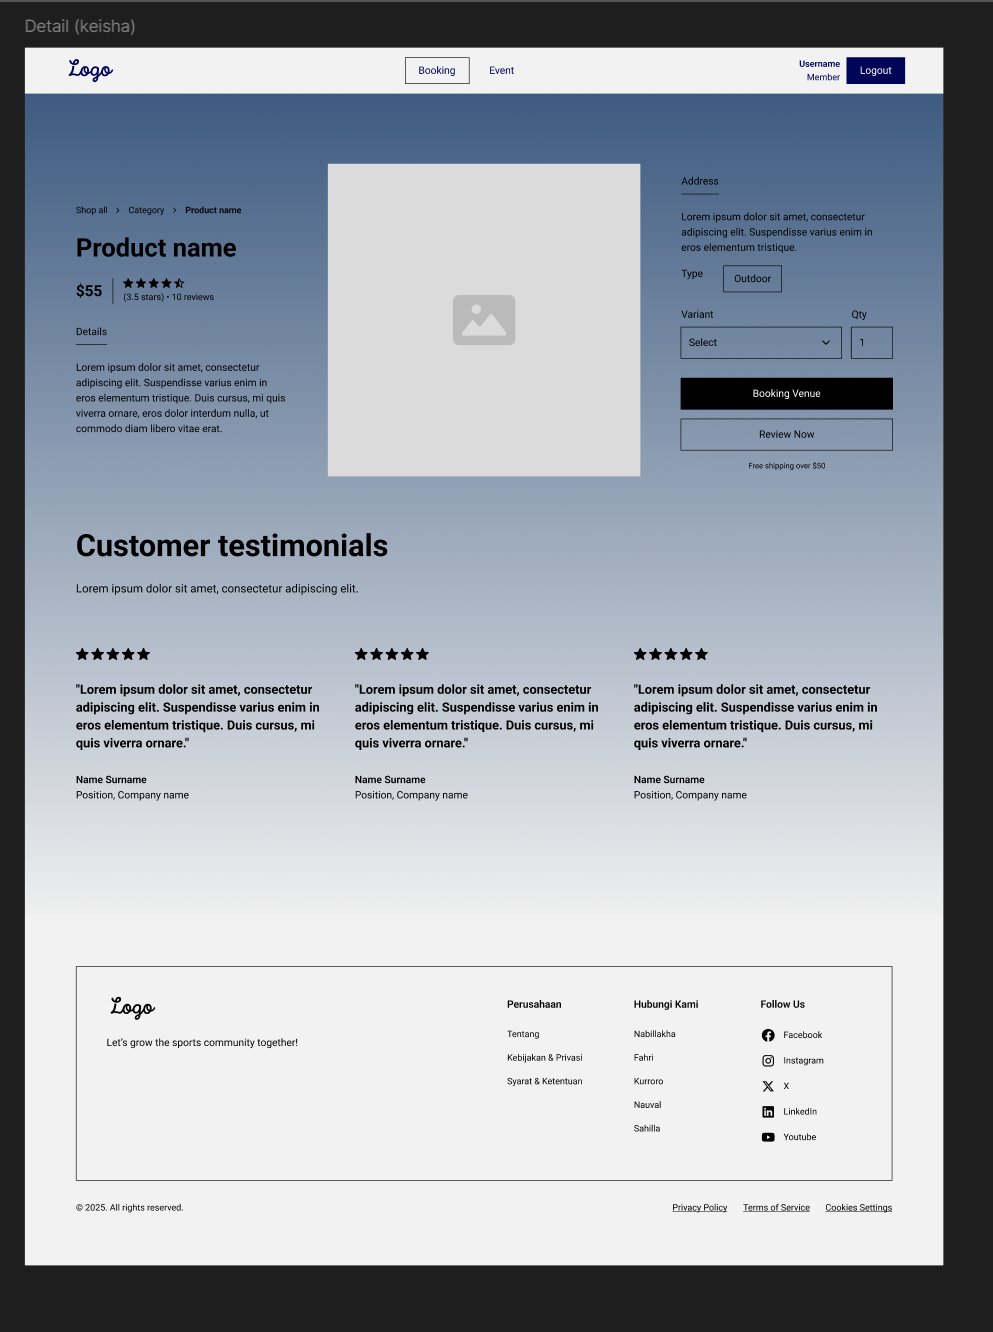 Detail (keisha)
Logo
Booking
Event
Username
Member
Logout
Shop all > Category > Product name
Product name
$55
(3.5 stars) • 10 reviews
Details
Lorem ipsum dolor sit amet, consectetur
adipiscing elit. Suspendisse varius enim in
eros elementum tristique. Duis cursus, mi quis
viverra ornare, eros dolor interdum nulla, ut
commodo diam libero vitae erat.
Address
Lorem ipsum dolor sit amet, consectetur
adipiscing elit. Suspendisse varius enim in
eros elementum tristique.
Type
Outdoor
Variant
Qty
Select
1
Booking Venue
Review Now
Free shipping over $50
Customer testimonials
Lorem ipsum dolor sit amet, consectetur adipiscing elit.
"Lorem ipsum dolor sit amet, consectetur
adipiscing elit. Suspendisse varius enim in
eros elementum tristique. Duis cursus, mi
quis viverra ornare."
Name Surname
Position, Company name
"Lorem ipsum dolor sit amet, consectetur
adipiscing elit. Suspendisse varius enim in
eros elementum tristique. Duis cursus, mi
quis viverra ornare."
Name Surname
Position, Company name
"Lorem ipsum dolor sit amet, consectetur
adipiscing elit. Suspendisse varius enim in
eros elementum tristique. Duis cursus, mi
quis viverra ornare."
Name Surname
Position, Company name
Logo
Let's grow the sports community together!
Perusahaan
Tentang
Kebijakan & Privasi
Syarat & Ketentuan
Hubungi Kami
Nabillakha
Fahri
Kurroro
Nauval
Sahilla
Follow Us
Facebook
Instagram
X
LinkedIn
Youtube
© 2025. All rights reserved.
Privacy Policy
Terms of Service
Cookies Settings